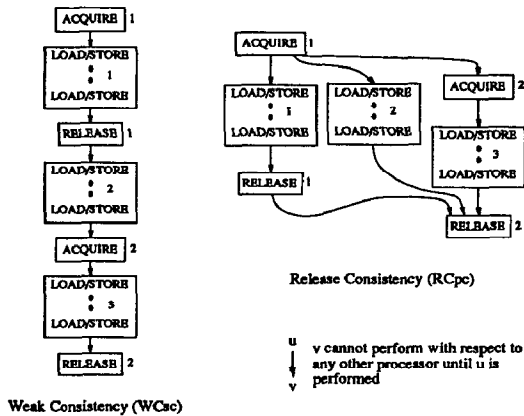 ACQUIRE 1
LOAD/STORE
1
LOAD/STORE
RELEASE 1
LOAD/STORE
2
LOAD/STORE
ACQUIRE 2
LOAD/STORE
3
LOAD/STORE
RELEASE 2
Weak Consistency (WCsc)
ACQUIRE 1
LOAD/STORE
1
LOAD/STORE
RELEASE 1
LOAD/STORE
2
LOAD/STORE
ACQUIRE 2
LOAD/STORE
3
LOAD/STORE
RELEASE 2
Release Consistency (RCpc)
u
v
v cannot perform with respect to
any other processor until u is
performed